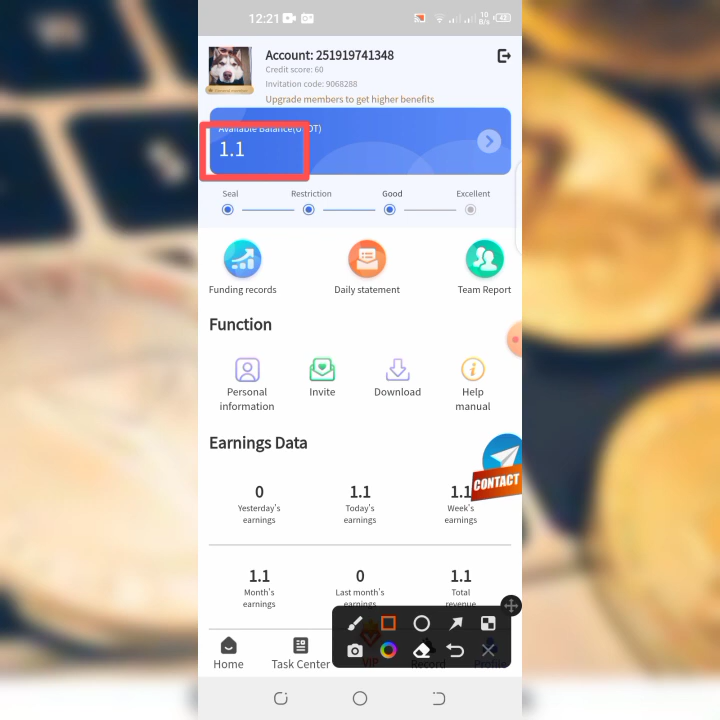 12:21
10
B/s
43
Account: 251919741348
Credit score: 60
Invitation code: 9068288
Upgrade members to get higher benefits
Available Balance(U DT)
1.1
Seal Restriction Good Excellent
Funding records Daily statement Team Report
Function
Personal information
Invite
Download
Help manual
Earnings Data
CONTACT
0
Yesterday's earnings
1.1
Today's earnings
1.1
Week's earnings
1.1
Month's earnings
0
Last month's earnings
1.1
Total revenue
Home Task Center VIP Record Profile